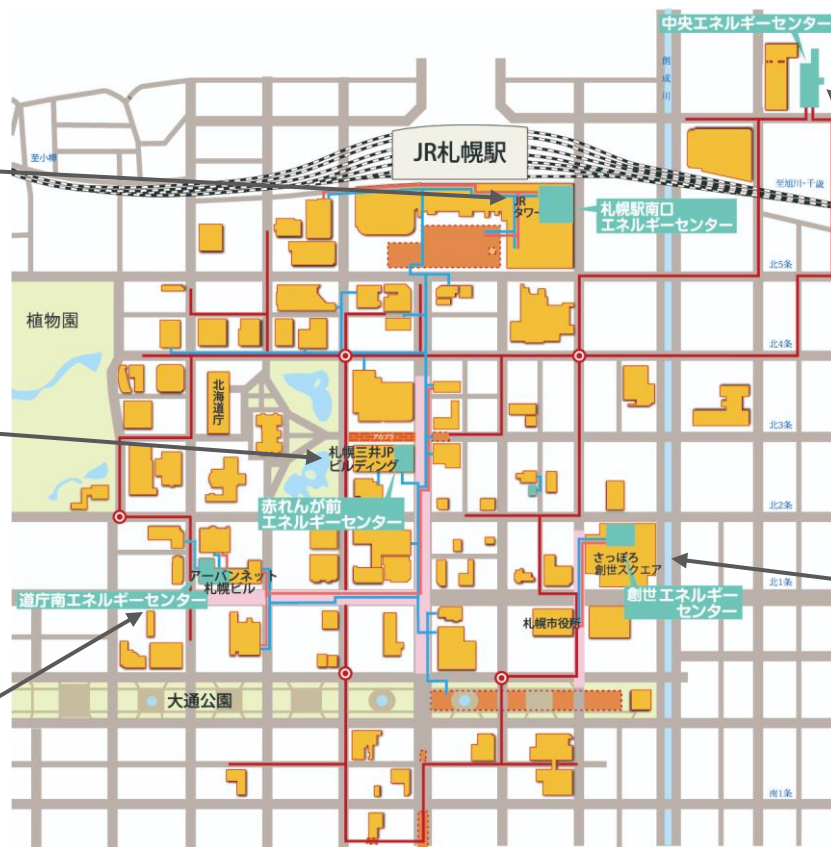 中央エネルギーセンター
創成川
JR札幌駅
至小樽
至旭川・千歳
JR
タワー
札幌駅南口
エネルギーセンター
北5条
植物園
北4条
北海道庁
北3条
アカプラ
札幌三井JP
ビルディング
赤れんが前
エネルギーセンター
北2条
さっぽろ
創世スクエア
アーバンネット
札幌ビル
北1条
道庁南エネルギーセンター
創世エネルギー
センター
札幌市役所
大通公園
南1条